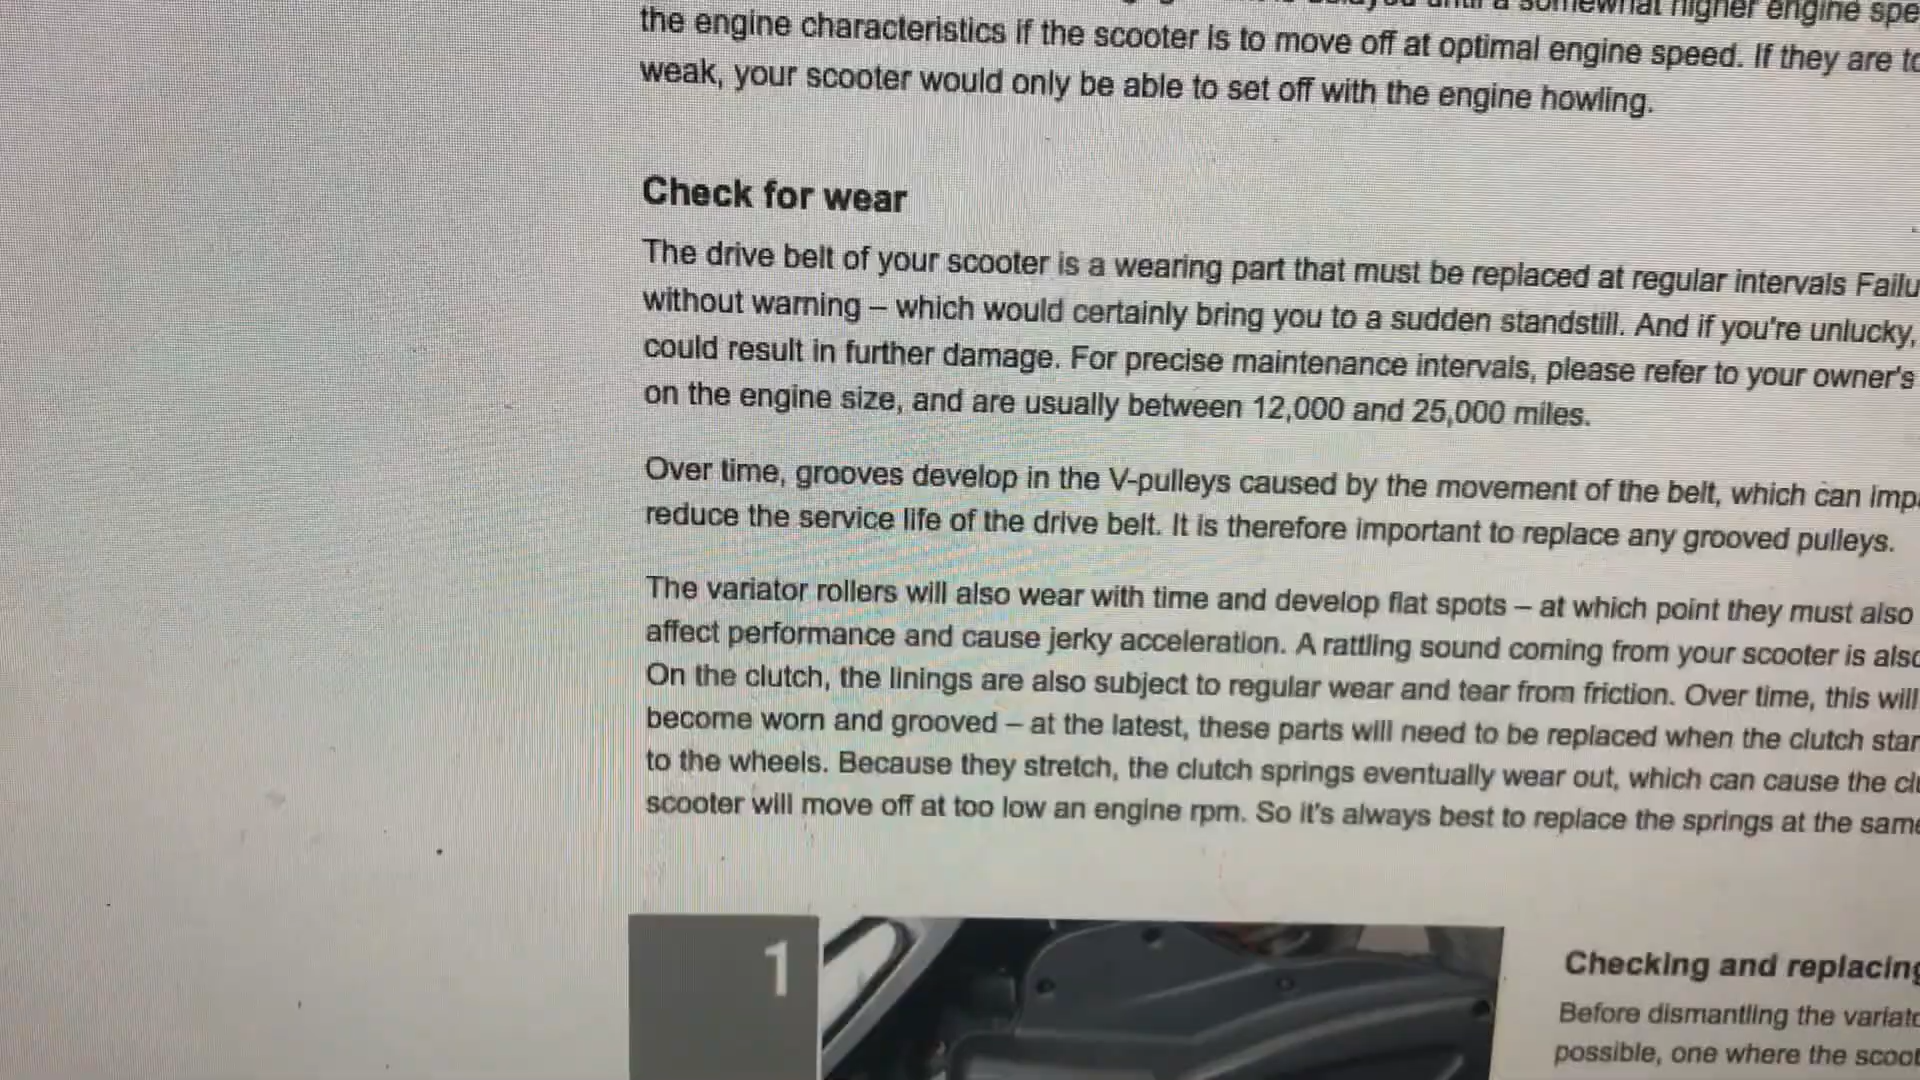 until a somewhat higher engine spe
the engine characteristics if the scooter is to move off at optimal engine speed. If they are to
weak, your scooter would only be able to set off with the engine howling.
Check for wear
The drive belt of your scooter is a wearing part that must be replaced at regular intervals Failu
without warning – which would certainly bring you to a sudden standstill. And if you're unlucky,
could result in further damage. For precise maintenance intervals, please refer to your owner's
on the engine size, and are usually between 12,000 and 25,000 miles.
Over time, grooves develop in the V-pulleys caused by the movement of the belt, which can imp
reduce the service life of the drive belt. It is therefore important to replace any grooved pulleys.
The variator rollers will also wear with time and develop flat spots – at which point they must also
affect performance and cause jerky acceleration. A rattling sound coming from your scooter is also
On the clutch, the linings are also subject to regular wear and tear from friction. Over time, this will
become worn and grooved – at the latest, these parts will need to be replaced when the clutch star
to the wheels. Because they stretch, the clutch springs eventually wear out, which can cause the cl
scooter will move off at too low an engine rpm. So it's always best to replace the springs at the same
1
Checking and replacing
Before dismantling the variato
possible, one where the scoot